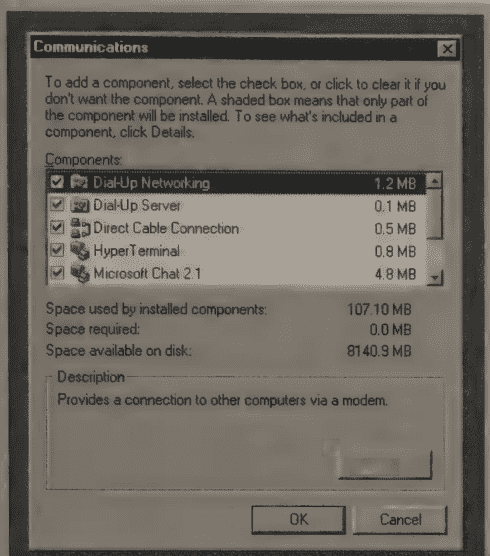 Communications
To add a component, select the check box, or click to clear it if you
don't want the component. A shaded box means that only part of
the component will be installed. To see what's included in a
component, click Details.
Components:
Dial-Up Networking 1.2 MB
Dial-Up Server 0.1 MB
Direct Cable Connection 0.5 MB
HyperTerminal 0.8 MB
Microsoft Chat 2.1 4.8 MB
Space used by installed components: 107.10 MB
Space required: 0.0 MB
Space available on disk: 8140.9 MB
Description
Provides a connection to other computers via a modem.
OK Cancel